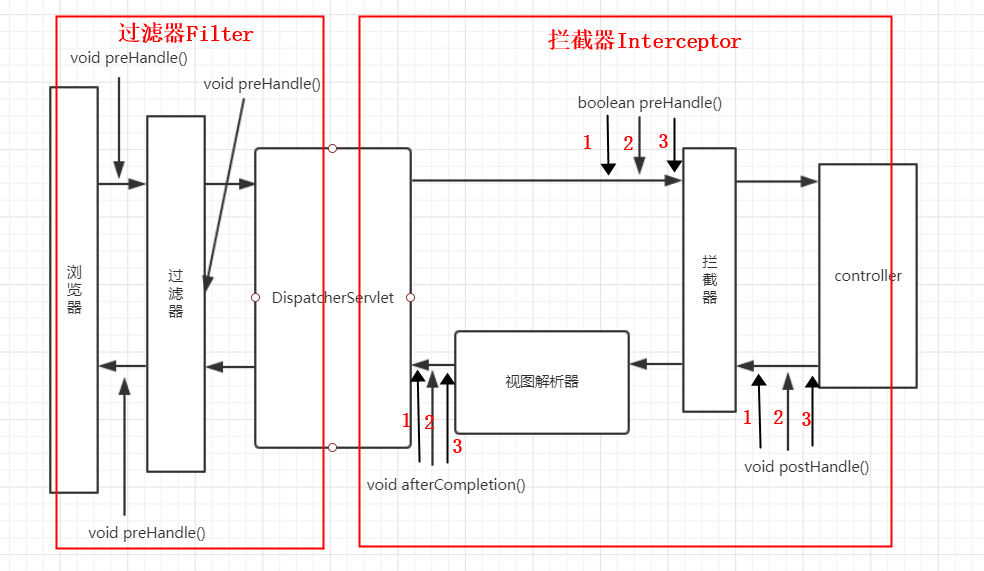 过滤器Filter
拦截器Interceptor
void preHandle()
void preHandle()
boolean preHandle()
1
2
3
浏览器
过滤器
DispatcherServlet
拦截器
controller
视图解析器
1
2
3
1
2
3
void postHandle()
void afterCompletion()
void preHandle()